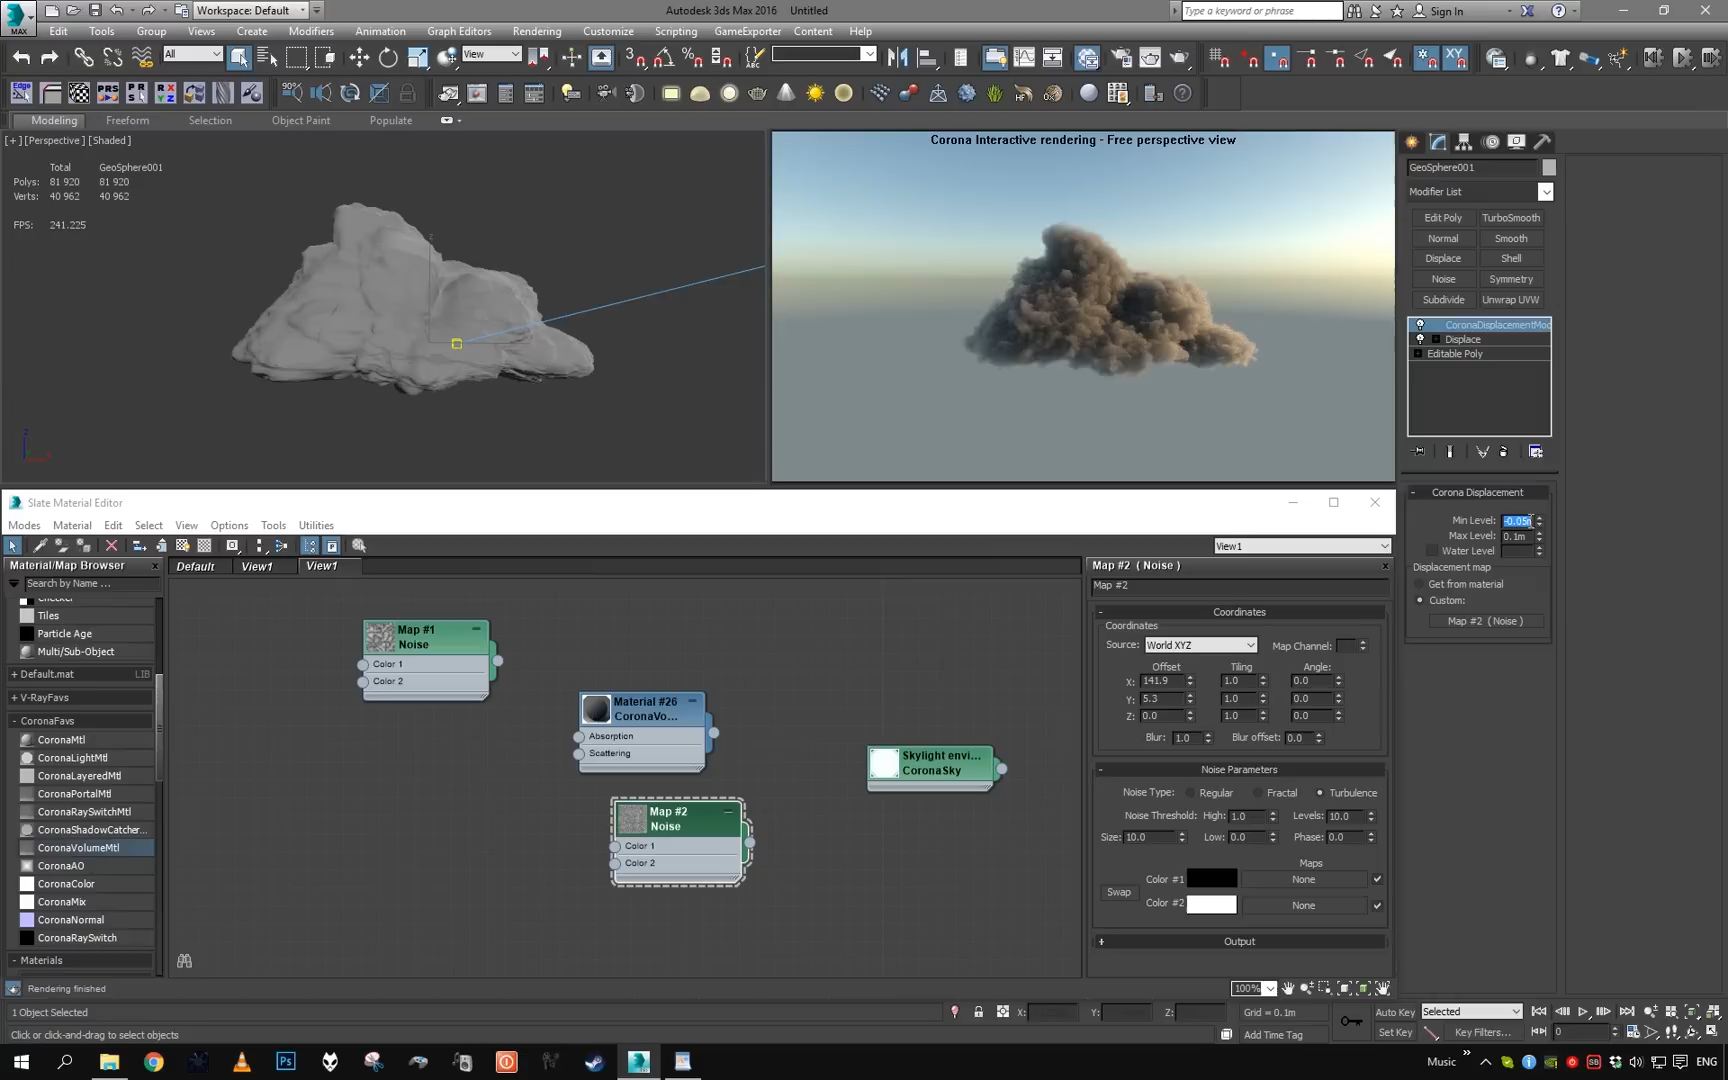 MAX
Workspace: Default
Autodesk 3ds Max 2016
Untitled
Type a keyword or phrase
Sign In
Edit
Tools
Group
Views
Create
Modifiers
Animation
Graph Editors
Rendering
Customize
Scripting
GameExporter
Content
Help
All
View
XY
Edge
PRS
Modeling
Freeform
Selection
Object Paint
Populate
[+] [Perspective] [Shaded]
Total GeoSphere001
Polys: 81 920 81 920
Verts: 40 962 40 962
FPS: 241.225
Corona Interactive rendering - Free perspective view
GeoSphere001
Modifier List
Edit Poly TurboSmooth
Normal Smooth
Displace Shell
Noise Symmetry
Subdivide Unwrap UVW
CoronaDisplacementMod
Displace
Editable Poly
Corona Displacement
Min Level:
Max Level: 0.1m
Water Level
Displacement map
Get from material
Custom:
Map #2 ( Noise )
Slate Material Editor
Modes
Material
Edit
Select
View
Options
Tools
Utilities
View1
Material/Map Browser
Default
View1
View1
Search by Name ...
Checker
Tiles
Particle Age
Multi/Sub-Object
+ Default.mat LIB
+ V-RayFavs
- CoronaFavs
CoronaMtl
CoronaLightMtl
CoronaLayeredMtl
CoronaPortalMtl
CoronaRaySwitchMtl
CoronaShadowCatcher...
CoronaVolumeMtl
CoronaAO
CoronaColor
CoronaMix
CoronaNormal
CoronaRaySwitch
- Materials
Map #1
Noise
Color 1
Color 2
Material #26
CoronaVo...
Absorption
Scattering
Skylight envi...
CoronaSky
Map #2
Noise
Color 1
Color 2
Map #2 ( Noise )
Map #2
Coordinates
Coordinates
Source: World XYZ Map Channel:
Offset Tiling Angle:
X: 141.9 1.0 0.0
Y: 5.3 1.0 0.0
Z: 0.0 1.0 0.0
Blur: 1.0 Blur offset: 0.0
Noise Parameters
Noise Type: Regular Fractal Turbulence
Noise Threshold: High: 1.0 Levels: 10.0
Size: 10.0 Low: 0.0 Phase: 0.0
Maps
Color #1 None
Swap
Color #2 None
Output
Rendering finished
100%
1 Object Selected
X:
Y:
Z:
Grid = 0.1m
Auto Key
Selected
Click or click-and-drag to select objects
Add Time Tag
Set Key
Key Filters...
0
Music
ENG